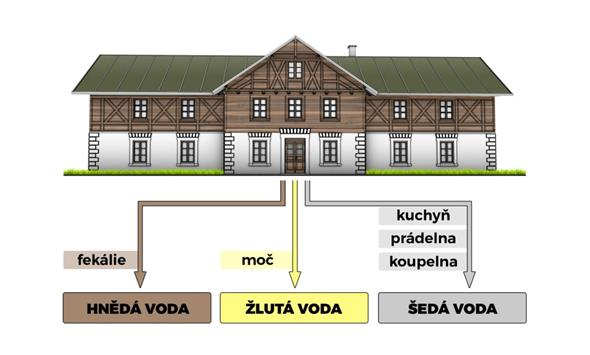 kuchyň
prádelna
fekálie
moč
koupelna
HNĚDÁ VODA
ŽLUTÁ VODA
ŠEDÁ VODA